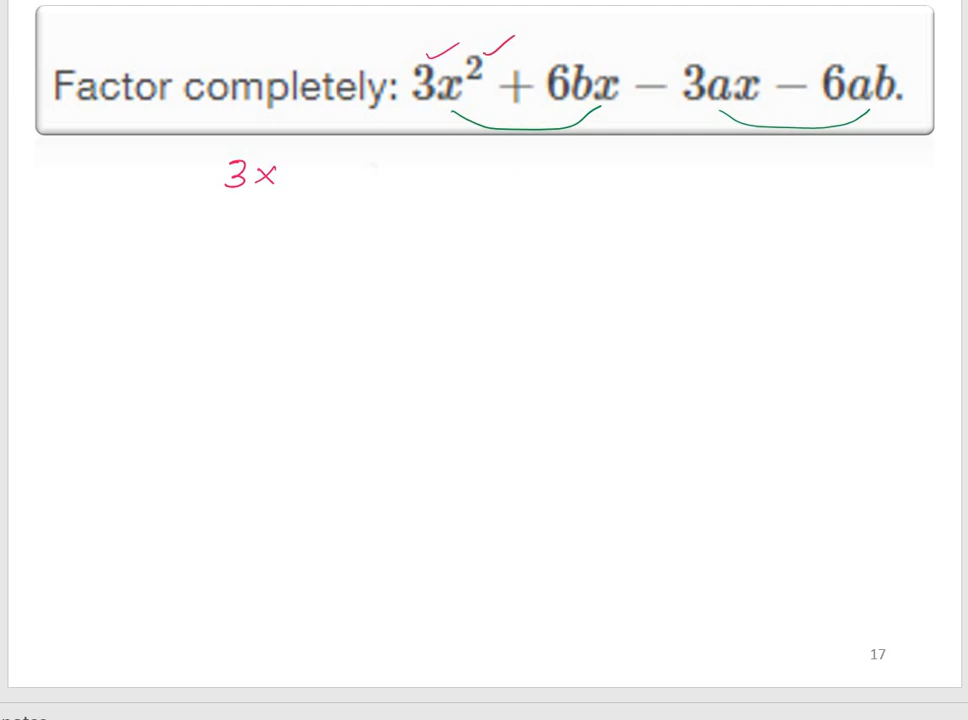 Factor completely: 3x² + 6bx − 3ax − 6ab.
3x
17